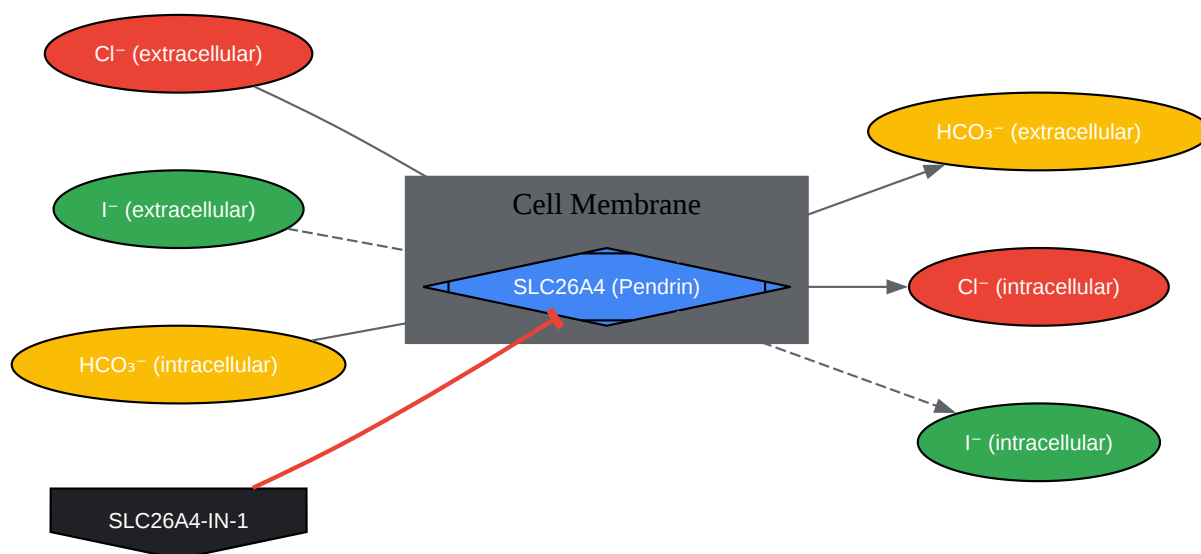 Cl⁻ (extracellular)
HCO₃⁻ (extracellular)
Cell Membrane
I⁻ (extracellular)
SLC26A4 (Pendrin)
Cl⁻ (intracellular)
HCO₃⁻ (intracellular)
I⁻ (intracellular)
SLC26A4-IN-1